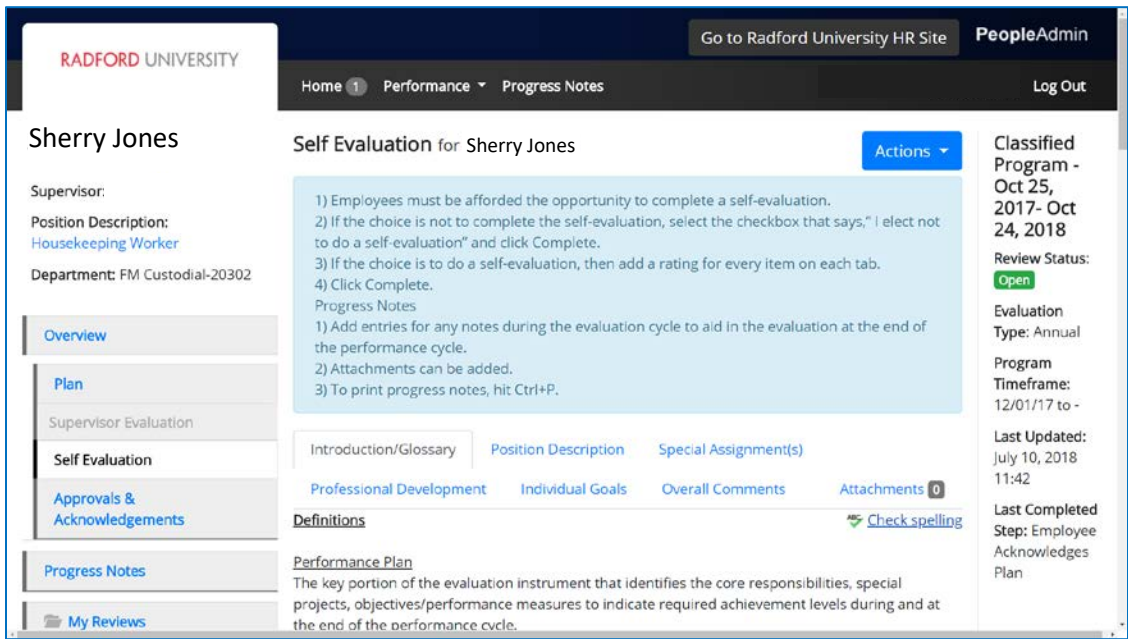 RADFORD UNIVERSITY
Go to Radford University HR Site
PeopleAdmin
Home 1 Performance Progress Notes
Log Out
Sherry Jones
Supervisor:
Position Description:
Housekeeping Worker
Department: FM Custodial-20302
Overview
Plan
Supervisor Evaluation
Self Evaluation
Approvals &
Acknowledgements
Progress Notes
My Reviews
Self Evaluation for Sherry Jones
Actions
1) Employees must be afforded the opportunity to complete a self-evaluation.
2) If the choice is not to complete the self-evaluation, select the checkbox that says,” I elect not
to do a self-evaluation” and click Complete.
3) If the choice is to do a self-evaluation, then add a rating for every item on each tab.
4) Click Complete.
Progress Notes
1) Add entries for any notes during the evaluation cycle to aid in the evaluation at the end of
the performance cycle.
2) Attachments can be added.
3) To print progress notes, hit Ctrl+P.
Introduction/Glossary Position Description Special Assignment(s)
Professional Development Individual Goals Overall Comments Attachments 0
Definitions
ABC Check spelling
Performance Plan
The key portion of the evaluation instrument that identifies the core responsibilities, special
projects, objectives/performance measures to indicate required achievement levels during and at
the end of the performance cycle.
Classified
Program -
Oct 25,
2017- Oct
24, 2018
Review Status:
Open
Evaluation
Type: Annual
Program
Timeframe:
12/01/17 to -
Last Updated:
July 10, 2018
11:42
Last Completed
Step: Employee
Acknowledges
Plan